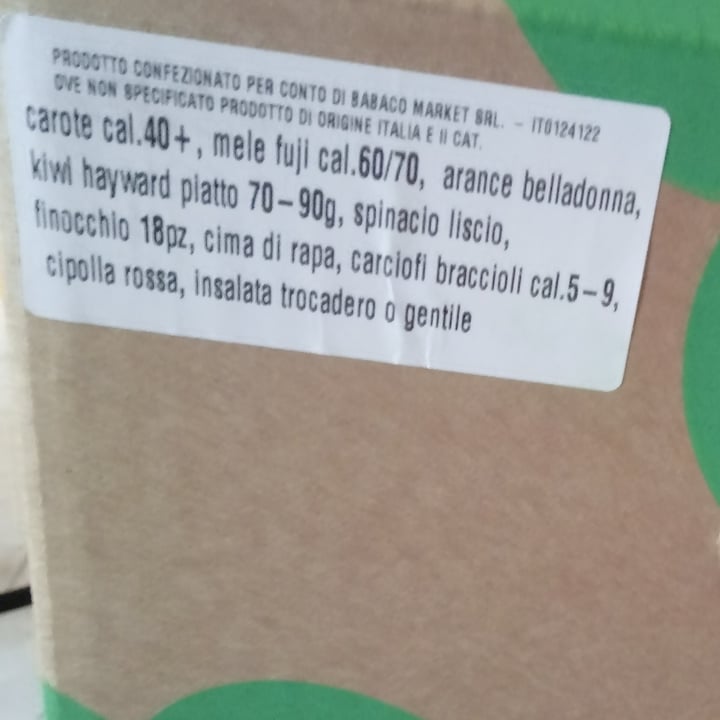 PRODOTTO CONFEZIONATO PER CONTO DI BABACO MARKET SRL. - IT0124122
OVE NON SPECIFICATO PRODOTTO DI ORIGINE ITALIA E II CAT.
carote cal.40+, mele fuji cal.60/70, arance belladonna,
kiwi hayward piatto 70-90g, spinacio liscio,
finocchio 18pz, cima di rapa, carciofi braccioli cal.5-9,
cipolla rossa, insalata trocadero o gentile